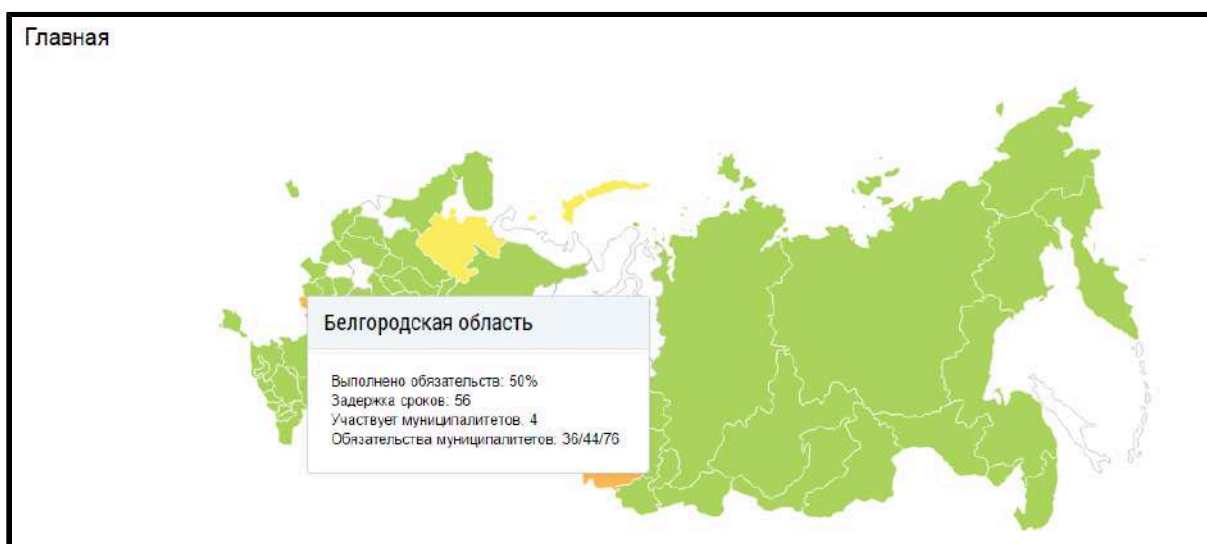 Главная
Белгородская область
Выполнено обязательств: 50%
Задержка сроков: 56
Участвует муниципалитетов: 4
Обязательства муниципалитетов: 36/44/76